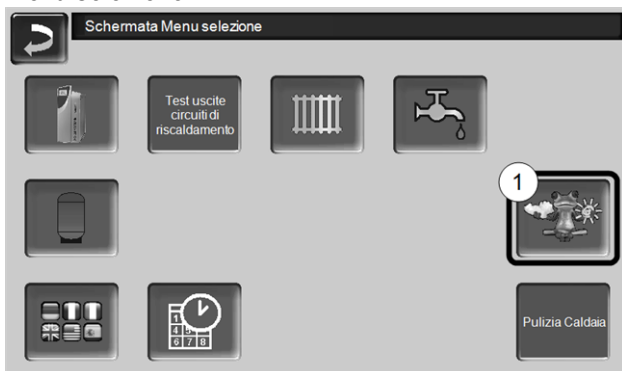 Schermata Menu selezione
Test uscite
circuiti di
riscaldamento
1
Pulizia Caldaia